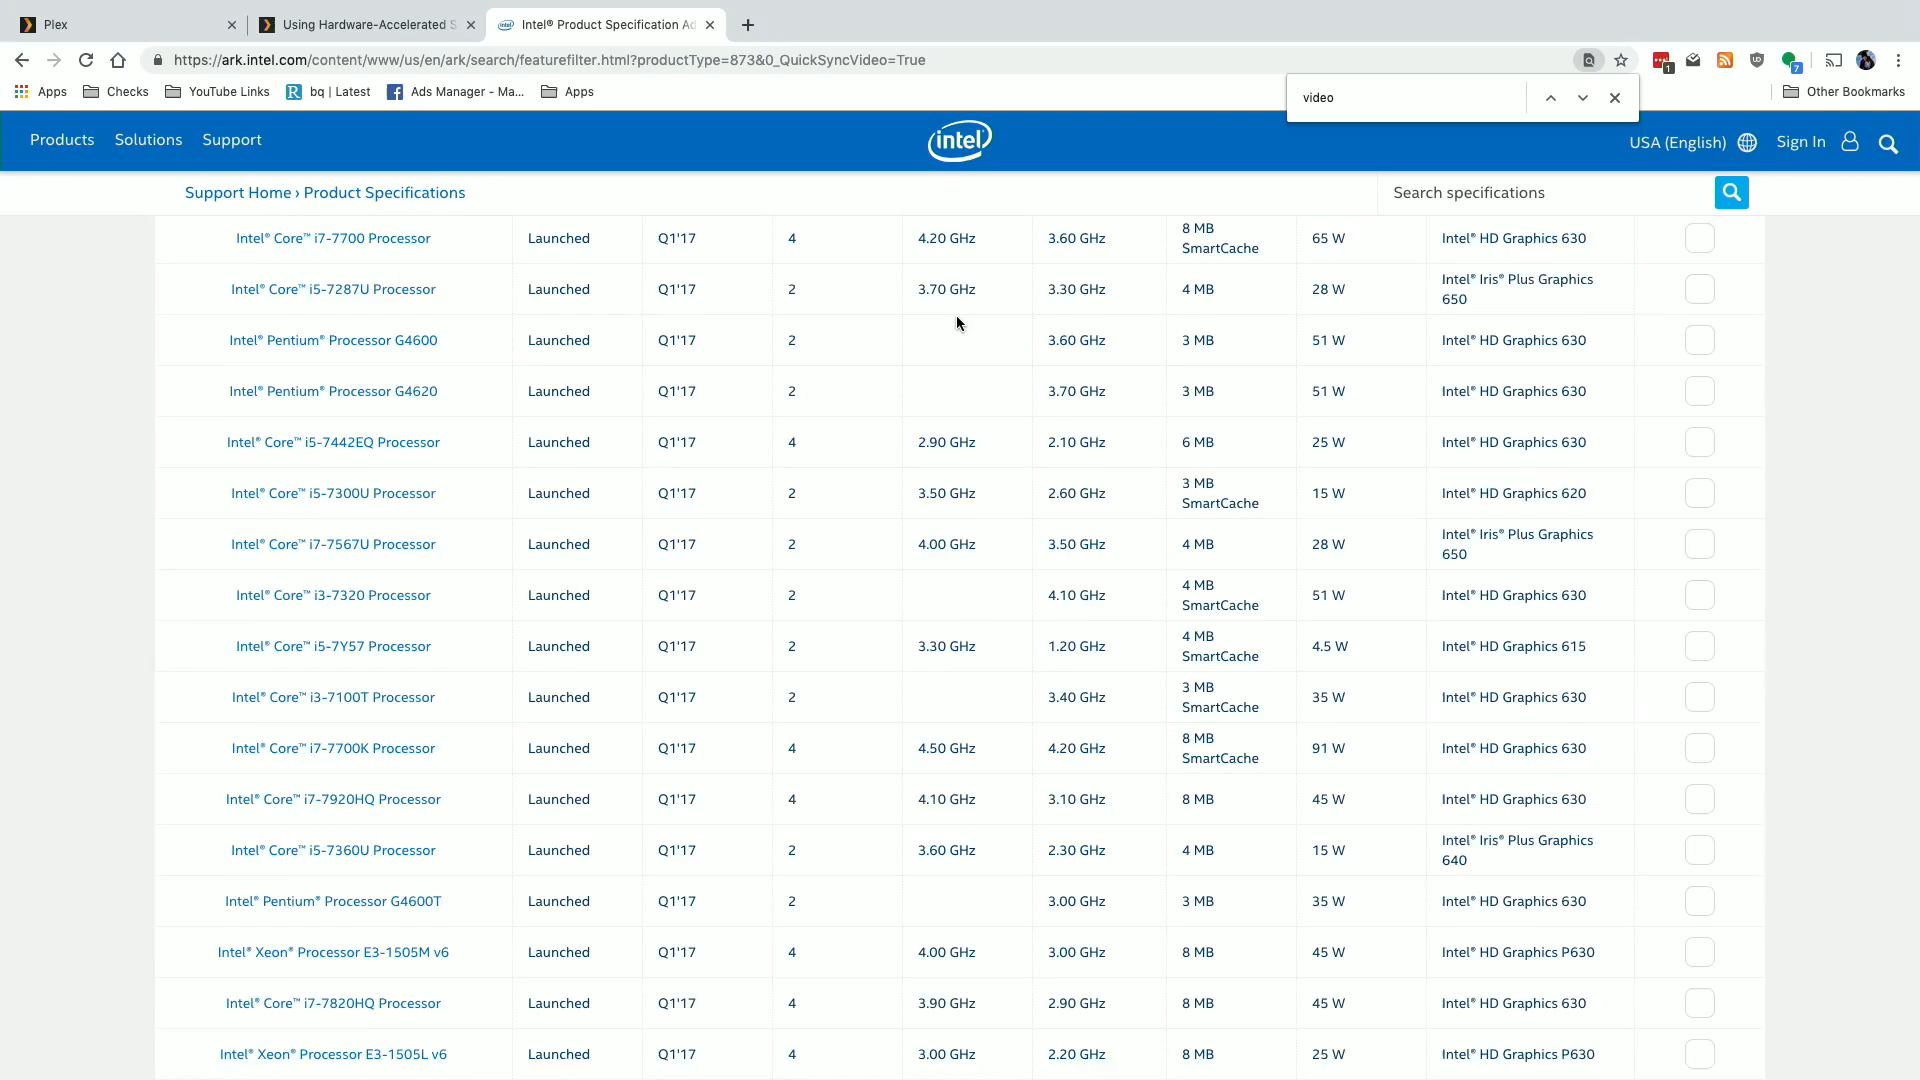 Plex
Using Hardware-Accelerated S
intel Intel® Product Specification Ad
https://ark.intel.com/content/www/us/en/ark/search/featurefilter.html?productType=873&0_QuickSyncVideo=True
1
7
Apps Checks YouTube Links R bq | Latest Ads Manager - Ma... Apps Other Bookmarks
video
Products Solutions Support (intel) USA (English) Sign In
Support Home › Product Specifications Search specifications
Intel® Core™ i7-7700 Processor Launched Q1'17 4 4.20 GHz 3.60 GHz 8 MB SmartCache 65 W Intel® HD Graphics 630
Intel® Core™ i5-7287U Processor Launched Q1'17 2 3.70 GHz 3.30 GHz 4 MB 28 W Intel® Iris® Plus Graphics 650
Intel® Pentium® Processor G4600 Launched Q1'17 2 3.60 GHz 3 MB 51 W Intel® HD Graphics 630
Intel® Pentium® Processor G4620 Launched Q1'17 2 3.70 GHz 3 MB 51 W Intel® HD Graphics 630
Intel® Core™ i5-7442EQ Processor Launched Q1'17 4 2.90 GHz 2.10 GHz 6 MB 25 W Intel® HD Graphics 630
Intel® Core™ i5-7300U Processor Launched Q1'17 2 3.50 GHz 2.60 GHz 3 MB SmartCache 15 W Intel® HD Graphics 620
Intel® Core™ i7-7567U Processor Launched Q1'17 2 4.00 GHz 3.50 GHz 4 MB 28 W Intel® Iris® Plus Graphics 650
Intel® Core™ i3-7320 Processor Launched Q1'17 2 4.10 GHz 4 MB SmartCache 51 W Intel® HD Graphics 630
Intel® Core™ i5-7Y57 Processor Launched Q1'17 2 3.30 GHz 1.20 GHz 4 MB SmartCache 4.5 W Intel® HD Graphics 615
Intel® Core™ i3-7100T Processor Launched Q1'17 2 3.40 GHz 3 MB SmartCache 35 W Intel® HD Graphics 630
Intel® Core™ i7-7700K Processor Launched Q1'17 4 4.50 GHz 4.20 GHz 8 MB SmartCache 91 W Intel® HD Graphics 630
Intel® Core™ i7-7920HQ Processor Launched Q1'17 4 4.10 GHz 3.10 GHz 8 MB 45 W Intel® HD Graphics 630
Intel® Core™ i5-7360U Processor Launched Q1'17 2 3.60 GHz 2.30 GHz 4 MB 15 W Intel® Iris® Plus Graphics 640
Intel® Pentium® Processor G4600T Launched Q1'17 2 3.00 GHz 3 MB 35 W Intel® HD Graphics 630
Intel® Xeon® Processor E3-1505M v6 Launched Q1'17 4 4.00 GHz 3.00 GHz 8 MB 45 W Intel® HD Graphics P630
Intel® Core™ i7-7820HQ Processor Launched Q1'17 4 3.90 GHz 2.90 GHz 8 MB 45 W Intel® HD Graphics 630
Intel® Xeon® Processor E3-1505L v6 Launched Q1'17 4 3.00 GHz 2.20 GHz 8 MB 25 W Intel® HD Graphics P630